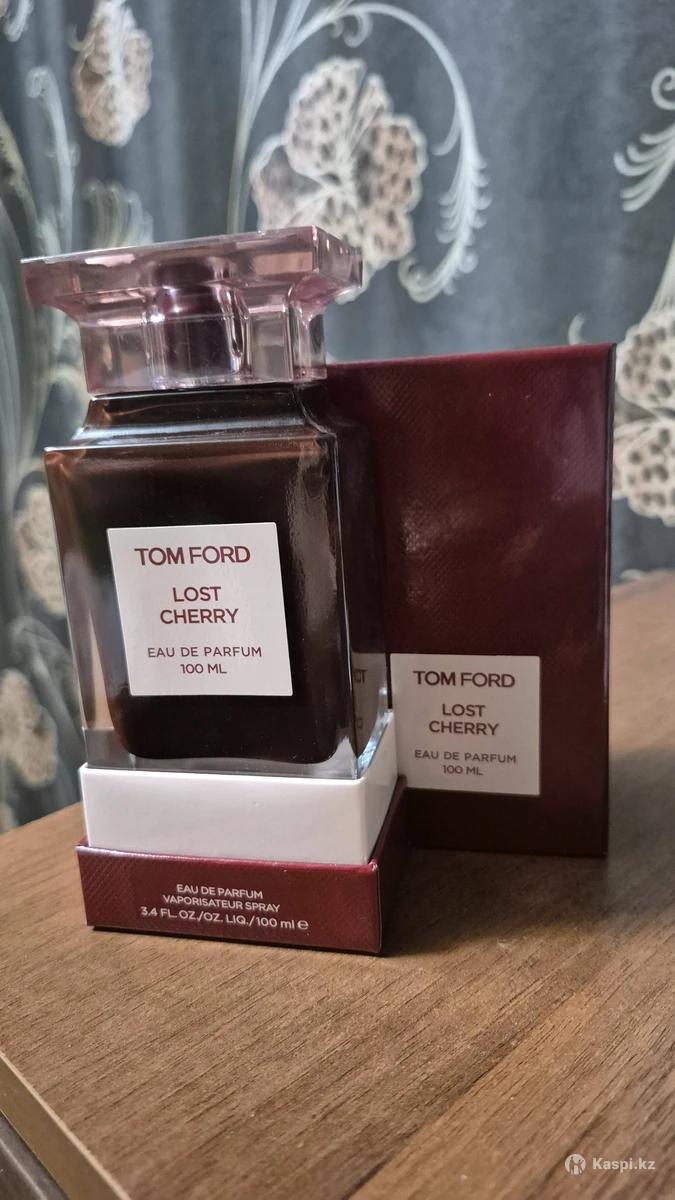 TOM FORD
LOST
CHERRY
EAU DE PARFUM
100 ML
TOM FORD
LOST
CHERRY
EAU DE PARFUM
100 ML
EAU DE PARFUM
VAPORISATEUR SPRAY
3.4 FL. OZ./OZ. LIQ./100 ml ℮
Kaspi.kz